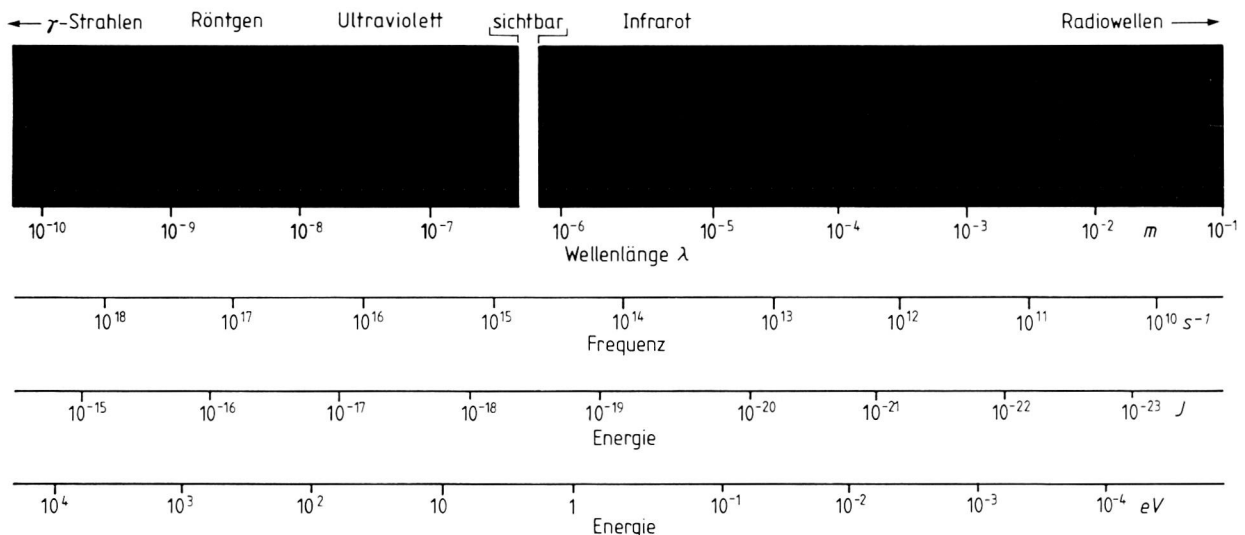 ← γ-Strahlen Röntgen Ultraviolett sichtbar Infrarot Radiowellen →
10⁻¹⁰ 10⁻⁹ 10⁻⁸ 10⁻⁷ 10⁻⁶ 10⁻⁵ 10⁻⁴ 10⁻³ 10⁻² m 10⁻¹
Wellenlänge λ
10¹⁸ 10¹⁷ 10¹⁶ 10¹⁵ 10¹⁴ 10¹³ 10¹² 10¹¹ 10¹⁰ s⁻¹
Frequenz
10⁻¹⁵ 10⁻¹⁶ 10⁻¹⁷ 10⁻¹⁸ 10⁻¹⁹ 10⁻²⁰ 10⁻²¹ 10⁻²² 10⁻²³ J
Energie
10⁴ 10³ 10² 10 1 10⁻¹ 10⁻² 10⁻³ 10⁻⁴ eV
Energie